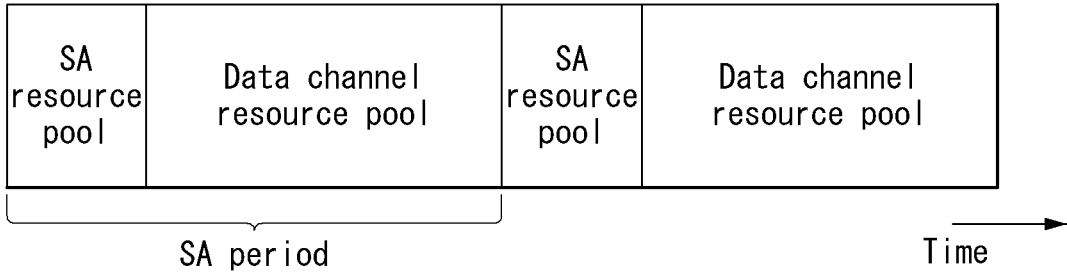 SA
resource
pool
Data channel
resource pool
SA
resource
pool
Data channel
resource pool
SA period
Time